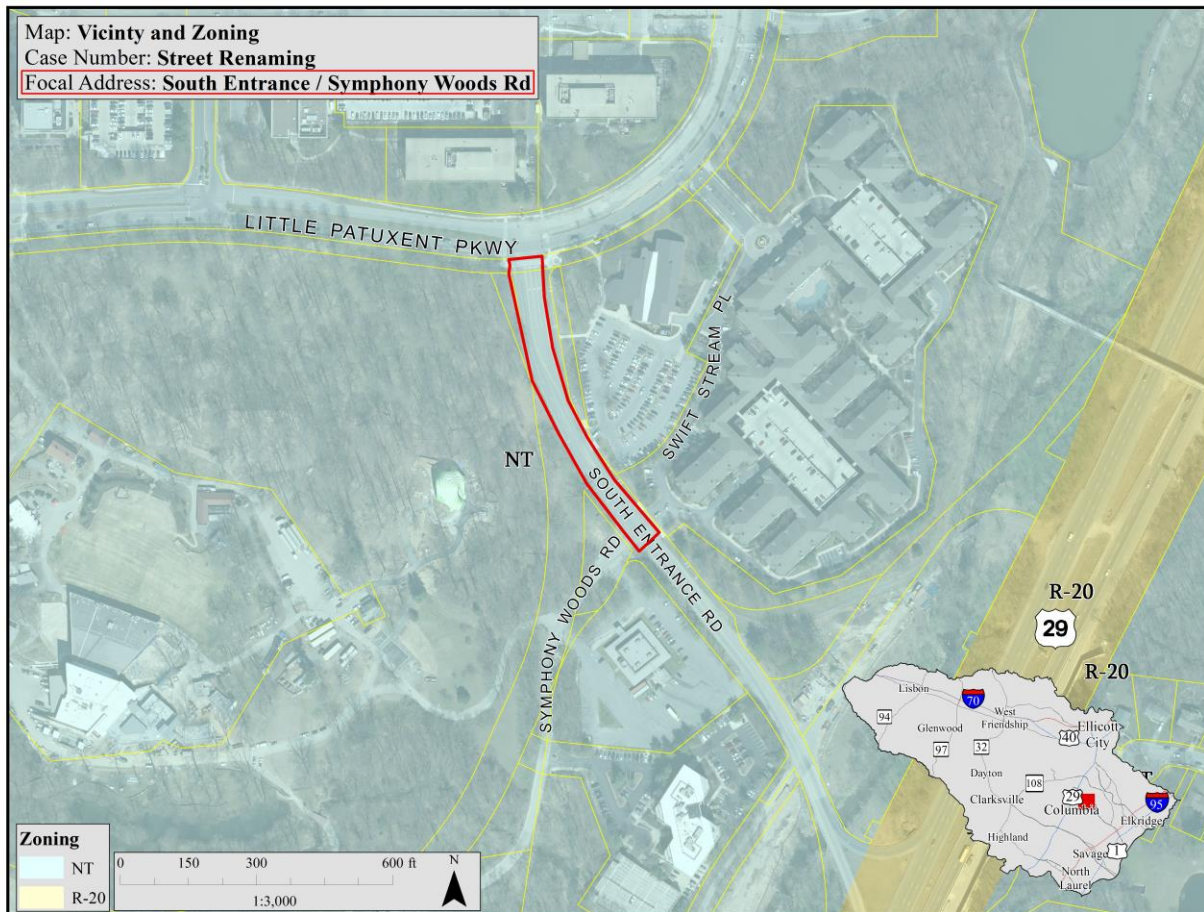 Map: Vicinty and Zoning
Case Number: Street Renaming
Focal Address: South Entrance / Symphony Woods Rd
LITTLE PATUXENT PKWY
SWIFT STREAM PL
NT
SOUTH ENTRANCE RD
SYMPHONY WOODS RD
R-20
29
R-20
Lisbon
70
94
Glenwood
West
Friendship
Ellicott
City
40
97
32
Dayton
108
29
Clarksville
Columbia
95
Elkridge
Highland
Savage
1
North
Laurel
Zoning
NT
R-20
0 150 300 600 ft
1:3,000
N